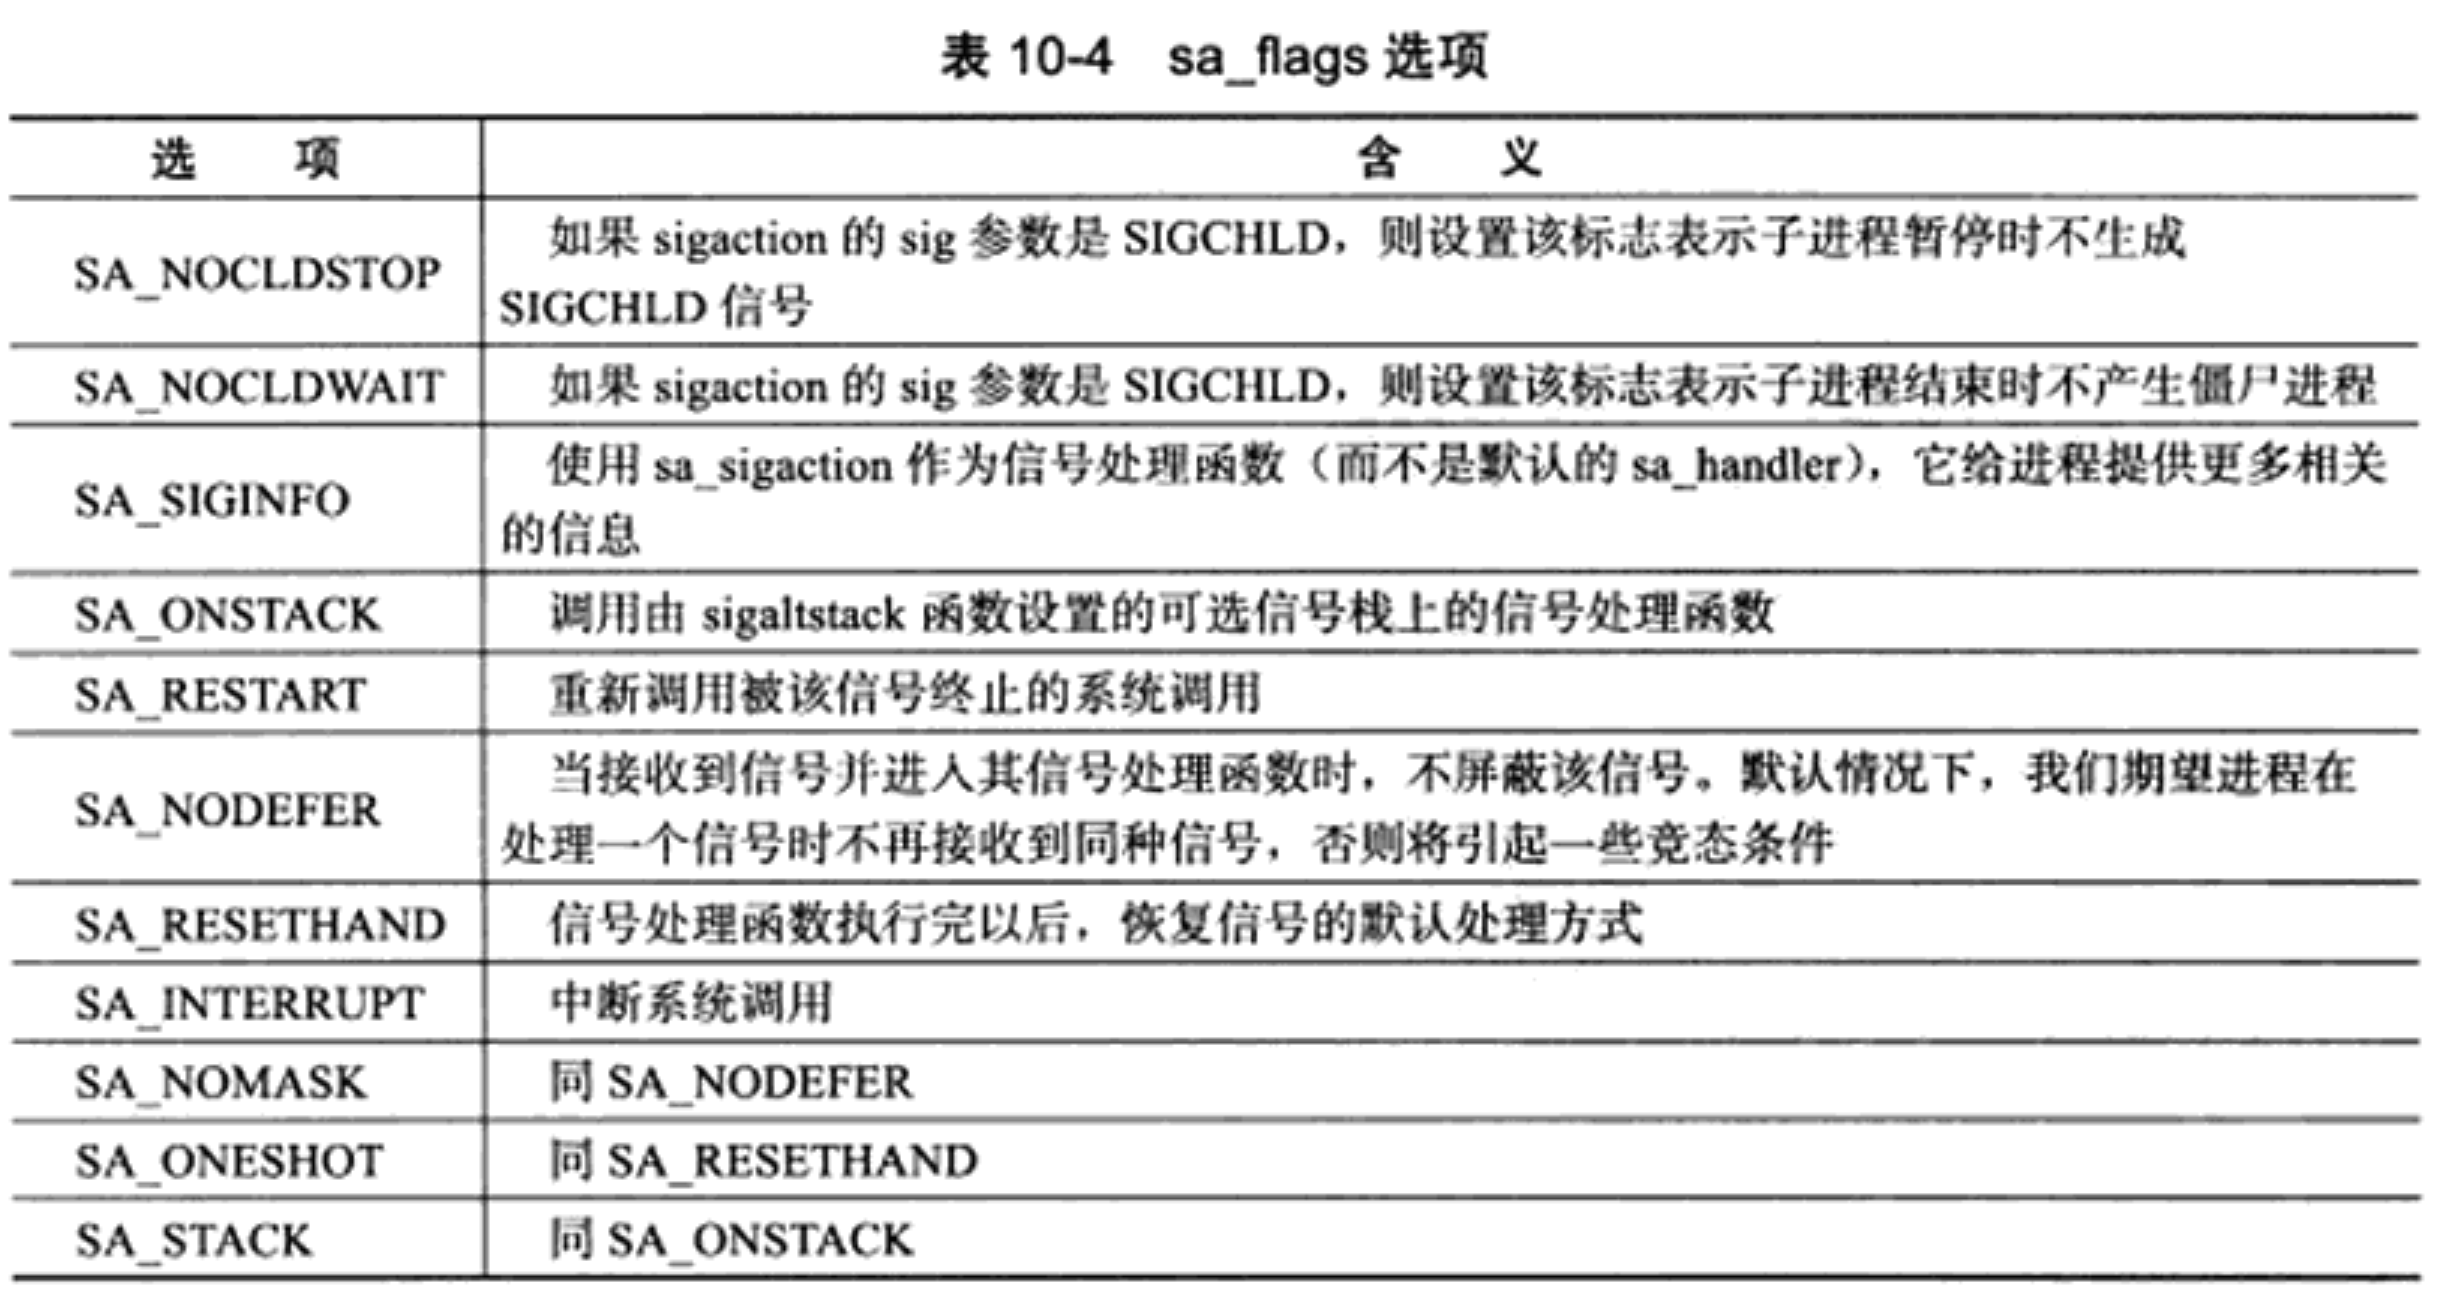 表 10-4 sa_flags 选项
选 项 含 义
SA_NOCLDSTOP 如果 sigaction 的 sig 参数是 SIGCHLD，则设置该标志表示子进程暂停时不生成
SIGCHLD 信号
SA_NOCLDWAIT 如果 sigaction 的 sig 参数是 SIGCHLD，则设置该标志表示子进程结束时不产生僵尸进程
SA_SIGINFO 使用 sa_sigaction 作为信号处理函数（而不是默认的 sa_handler），它给进程提供更多相关
的信息
SA_ONSTACK 调用由 sigaltstack 函数设置的可选信号栈上的信号处理函数
SA_RESTART 重新调用被该信号终止的系统调用
SA_NODEFER 当接收到信号并进入其信号处理函数时，不屏蔽该信号。默认情况下，我们期望进程在
处理一个信号时不再接收到同种信号，否则将引起一些竞态条件
SA_RESETHAND 信号处理函数执行完以后，恢复信号的默认处理方式
SA_INTERRUPT 中断系统调用
SA_NOMASK 同 SA_NODEFER
SA_ONESHOT 同 SA_RESETHAND
SA_STACK 同 SA_ONSTACK